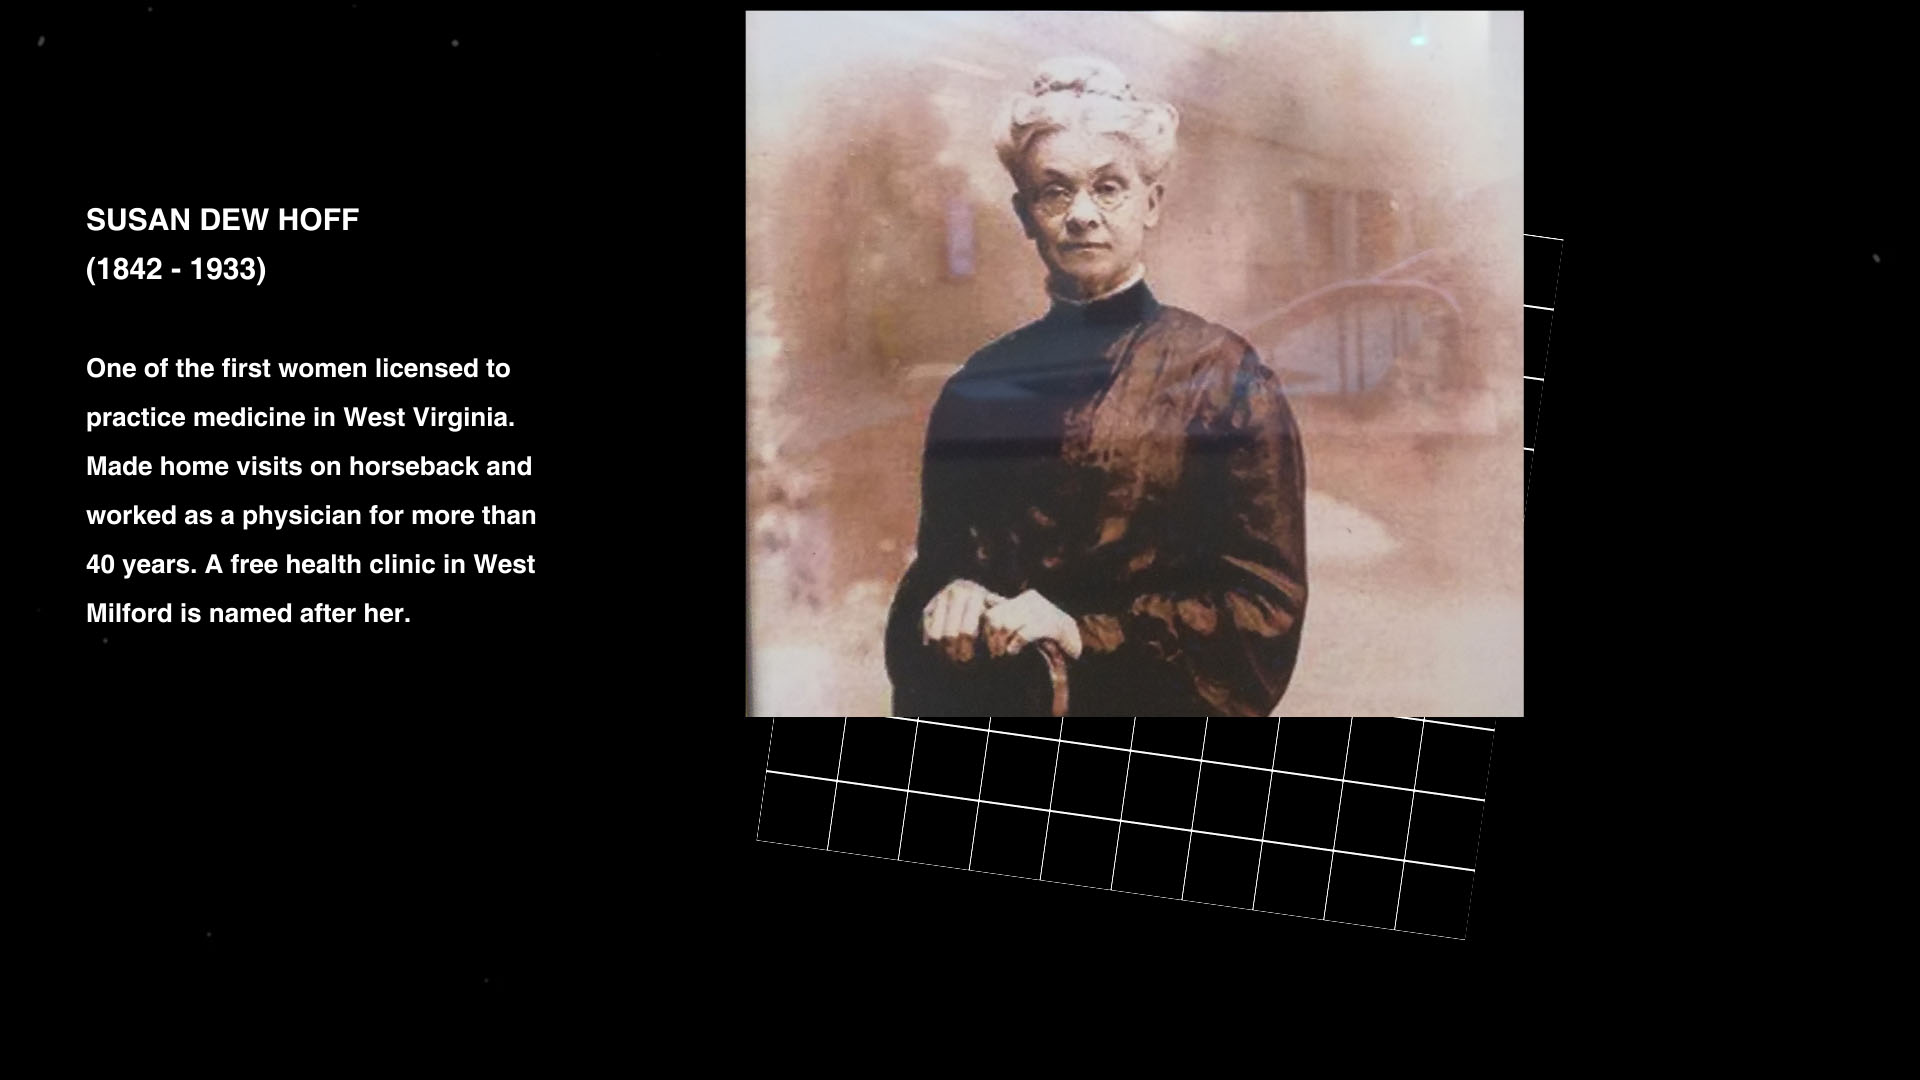 SUSAN DEW HOFF
(1842 - 1933)
One of the first women licensed to
practice medicine in West Virginia.
Made home visits on horseback and
worked as a physician for more than
40 years. A free health clinic in West
Milford is named after her.